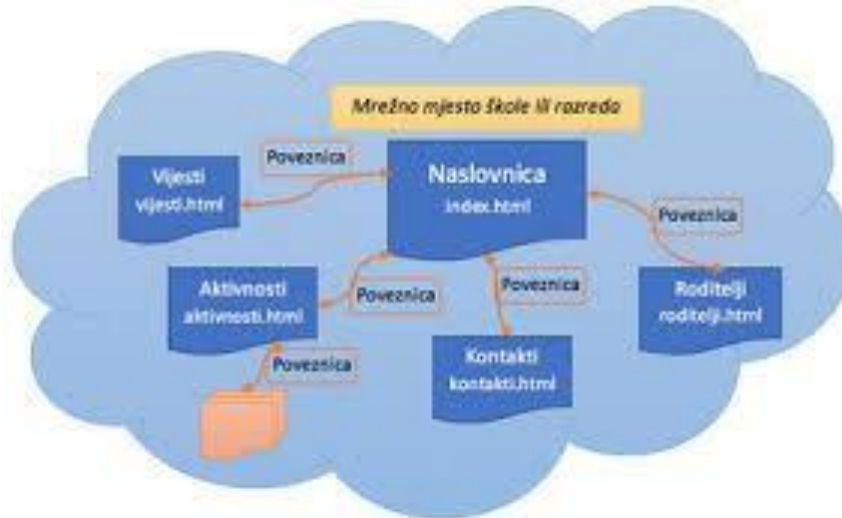 Mrežno mjesto škole ili razreda
Poveznica
Vijesti
vijesti.html
Naslovnica
index.html
Poveznica
Aktivnosti
aktivnosti.html
Poveznica
Poveznica
Roditelji
roditelji.html
Poveznica
Kontakti
kontakti.html